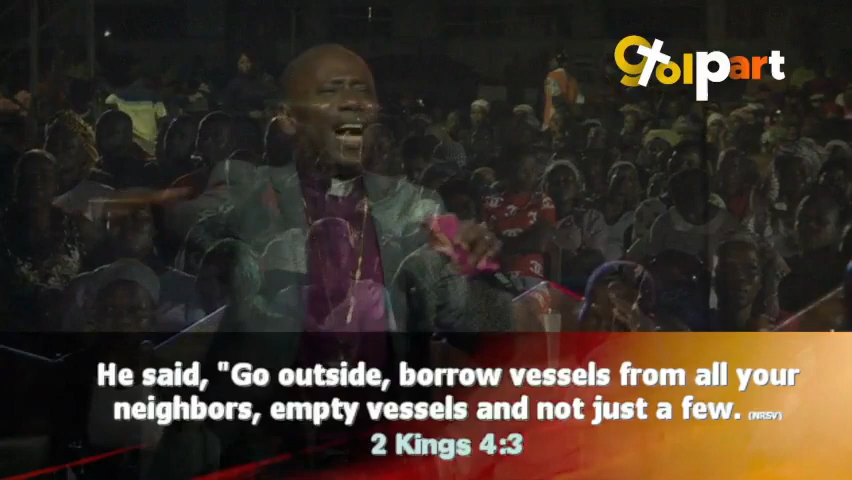 gtolpart
He said, "Go outside, borrow vessels from all your
neighbors, empty vessels and not just a few. (NRSV)
2 Kings 4:3